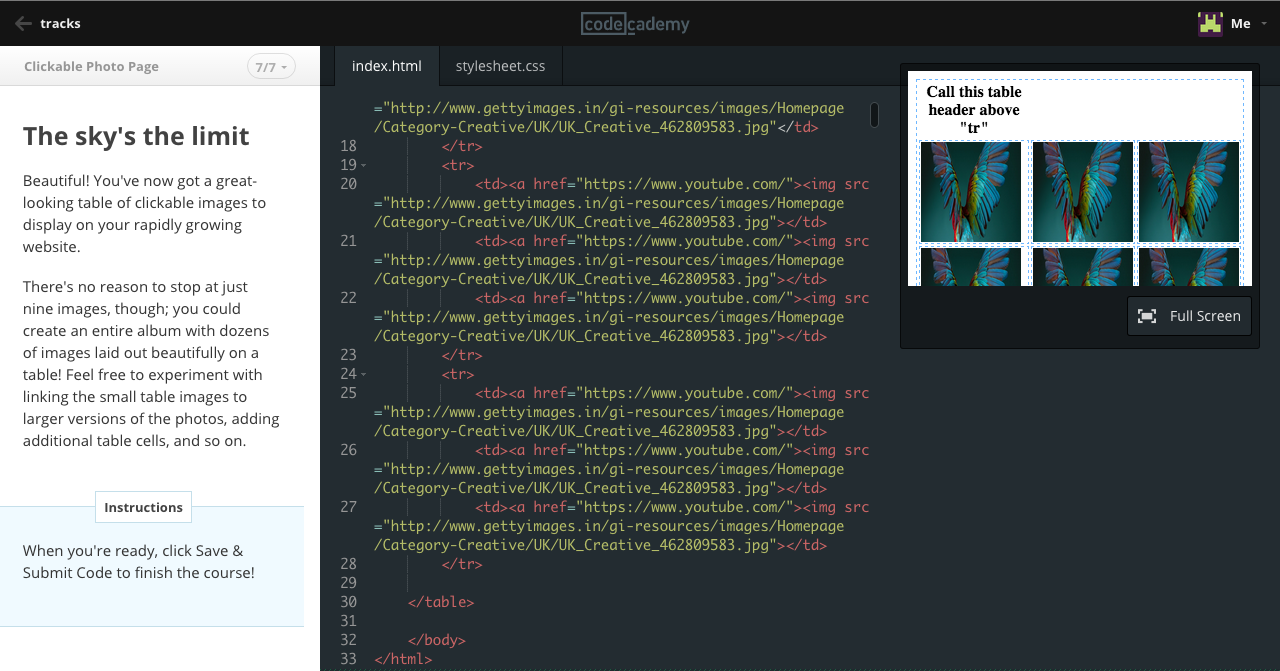 tracks
codecademy
Me
Clickable Photo Page
7/7
index.html
stylesheet.css
The sky's the limit
Beautiful! You've now got a great-
looking table of clickable images to
display on your rapidly growing
website.
There's no reason to stop at just
nine images, though; you could
create an entire album with dozens
of images laid out beautifully on a
table! Feel free to experiment with
linking the small table images to
larger versions of the photos, adding
additional table cells, and so on.
Instructions
When you're ready, click Save &
Submit Code to finish the course!
="http://www.gettyimages.in/gi-resources/images/Homepage
/Category-Creative/UK/UK_Creative_462809583.jpg"</td>
18 </tr>
19 <tr>
20 <td><a href="https://www.youtube.com/"><img src
="http://www.gettyimages.in/gi-resources/images/Homepage
/Category-Creative/UK/UK_Creative_462809583.jpg"></td>
21 <td><a href="https://www.youtube.com/"><img src
="http://www.gettyimages.in/gi-resources/images/Homepage
/Category-Creative/UK/UK_Creative_462809583.jpg"></td>
22 <td><a href="https://www.youtube.com/"><img src
="http://www.gettyimages.in/gi-resources/images/Homepage
/Category-Creative/UK/UK_Creative_462809583.jpg"></td>
23 </tr>
24 <tr>
25 <td><a href="https://www.youtube.com/"><img src
="http://www.gettyimages.in/gi-resources/images/Homepage
/Category-Creative/UK/UK_Creative_462809583.jpg"></td>
26 <td><a href="https://www.youtube.com/"><img src
="http://www.gettyimages.in/gi-resources/images/Homepage
/Category-Creative/UK/UK_Creative_462809583.jpg"></td>
27 <td><a href="https://www.youtube.com/"><img src
="http://www.gettyimages.in/gi-resources/images/Homepage
/Category-Creative/UK/UK_Creative_462809583.jpg"></td>
28 </tr>
29
30 </table>
31
32 </body>
33 </html>
Call this table
header above
"tr"
Full Screen